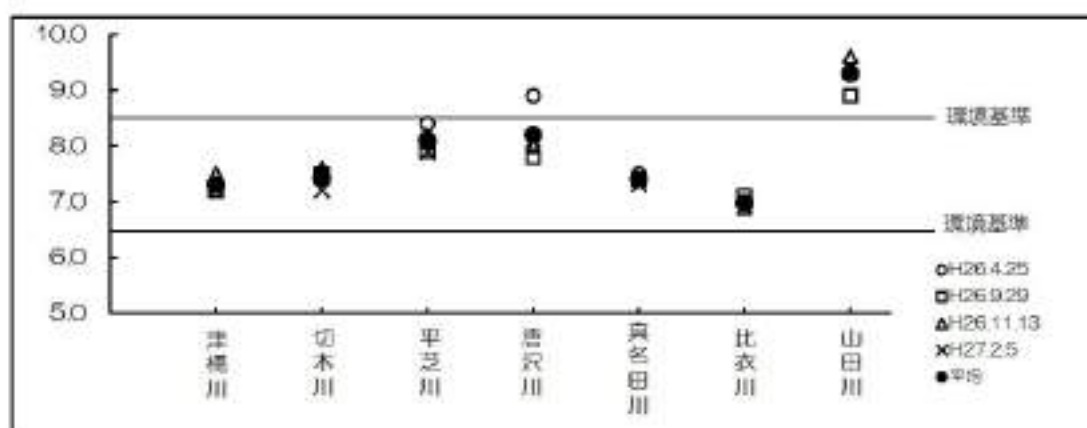 10.0
9.0
8.0
7.0
6.0
5.0
環境基準
環境基準
H26.4.25
H26.9.29
H26.11.13
H27.2.5
平均
津橋川
切木川
平芝川
唐沢川
真名田川
比衣川
山田川